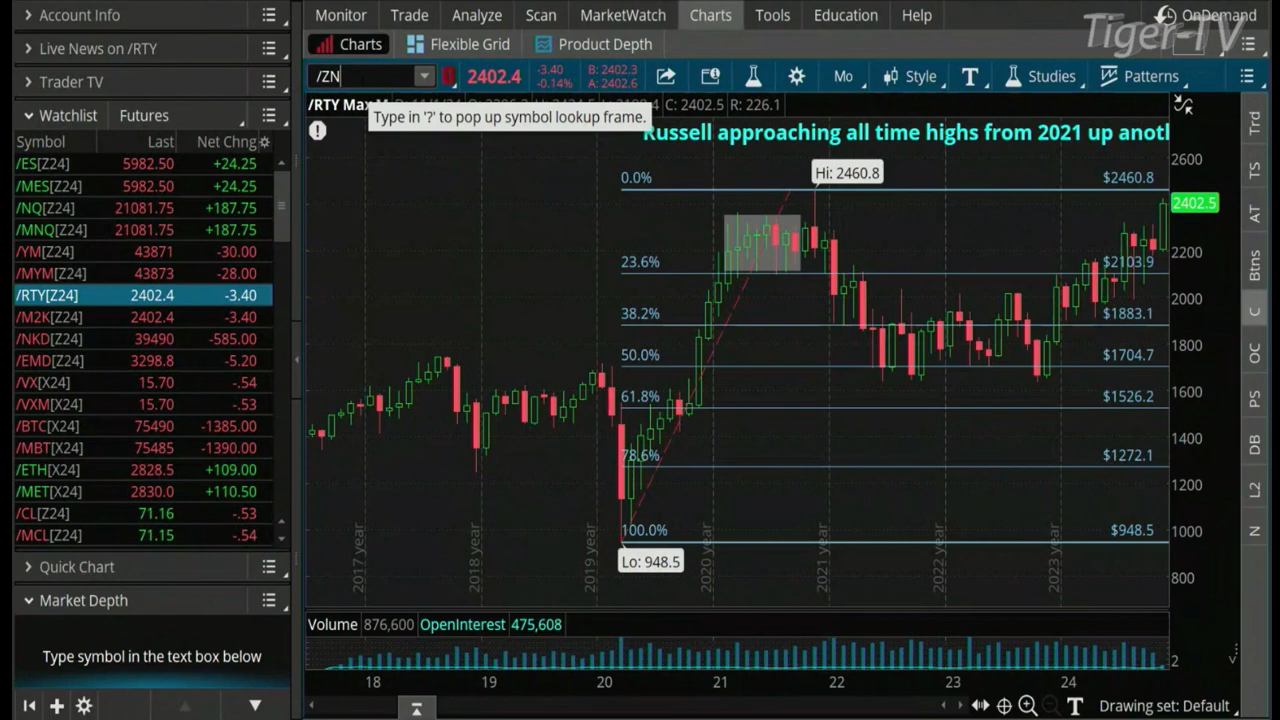 Account Info
Live News on /RTY
Trader TV
Watchlist Futures
Symbol Last Net Chng
/ES[Z24] 5982.50 +24.25
/MES[Z24] 5982.50 +24.25
/NQ[Z24] 21081.75 +187.75
/MNQ[Z24] 21081.75 +187.75
/YM[Z24] 43871 -30.00
/MYM[Z24] 43873 -28.00
/RTY[Z24] 2402.4 -3.40
/M2K[Z24] 2402.4 -3.40
/NKD[Z24] 39490 -585.00
/EMD[Z24] 3298.8 -5.20
/VX[X24] 15.70 -.54
/VXM[X24] 15.70 -.53
/BTC[X24] 75490 -1385.00
/MBT[X24] 75485 -1390.00
/ETH[X24] 2828.5 +109.00
/MET[X24] 2830.0 +110.50
/CL[Z24] 71.16 -.53
/MCL[Z24] 71.15 -.54
Quick Chart
Market Depth
Type symbol in the text box below
Monitor Trade Analyze Scan MarketWatch Charts Tools Education Help OnDemand
Tiger-TV
Charts Flexible Grid Product Depth
/ZN 2402.4 -3.40 -0.14% B: 2402.3 A: 2402.6 Mo Style T Studies Patterns
/RTY Max M C: 2402.5 R: 226.1
Type in '?' to pop up symbol lookup frame.
Russell approaching all time highs from 2021 up anotl
Hi: 2460.8
0.0% $2460.8
23.6% $2103.9
38.2% $1883.1
50.0% $1704.7
61.8% $1526.2
78.6% $1272.1
100.0% $948.5
Lo: 948.5
2600
2402.5
2200
2000
1800
1600
1400
1200
1000
800
2017 year
2018 year
2019 year
2020 year
2021 year
2022 year
2023 year
Volume 876,600 OpenInterest 475,608
2
18 19 20 21 22 23 24
T Drawing set: Default
Trd
TS
AT
Btns
C
OC
PS
DB
L2
N